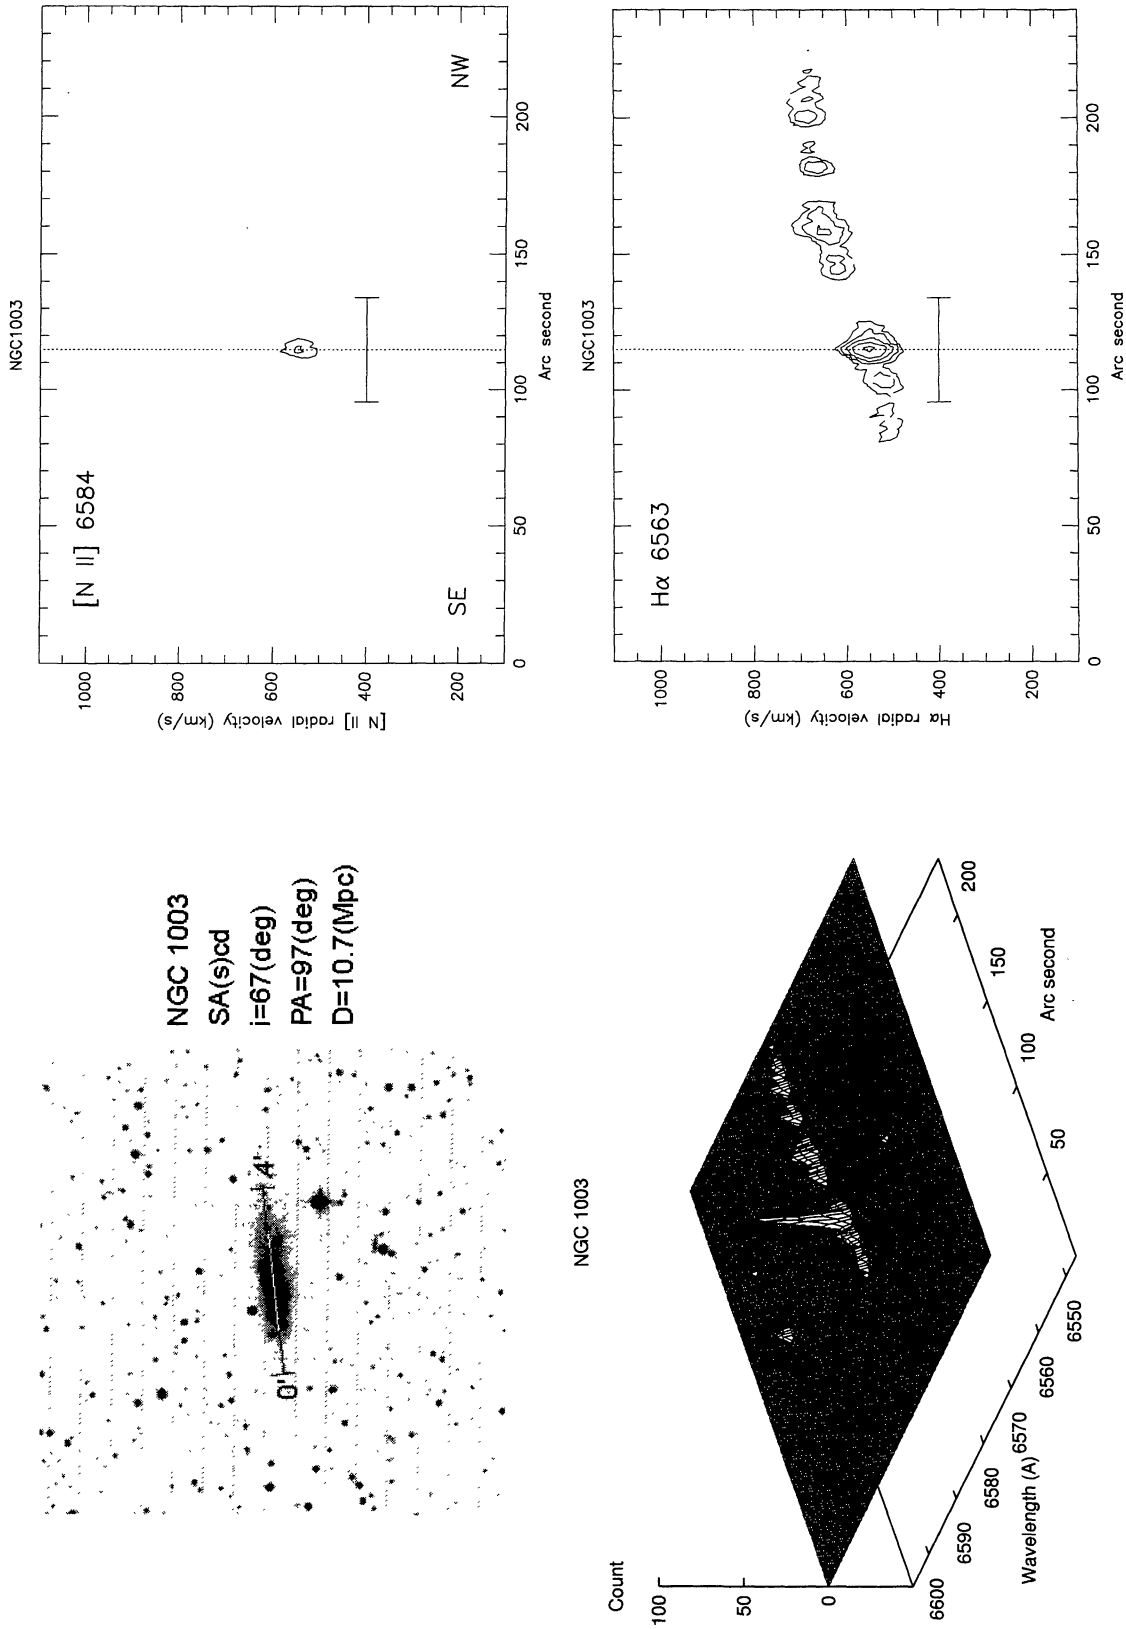 NGC 1003
SA(s)cd
i=67(deg)
PA=97(deg)
D=10.7(Mpc)
0'
4'
NGC1003
[N II] 6584
SE
NW
[N II] radial velocity (km/s)
1000
800
600
400
200
0
50
100
150
200
Arc second
NGC 1003
Count
100
50
0
6600
6590
6580
6570
6560
6550
Wavelength (A)
50
100
150
200
Arc second
NGC1003
Hα 6563
Hα radial velocity (km/s)
1000
800
600
400
200
0
50
100
150
200
Arc second